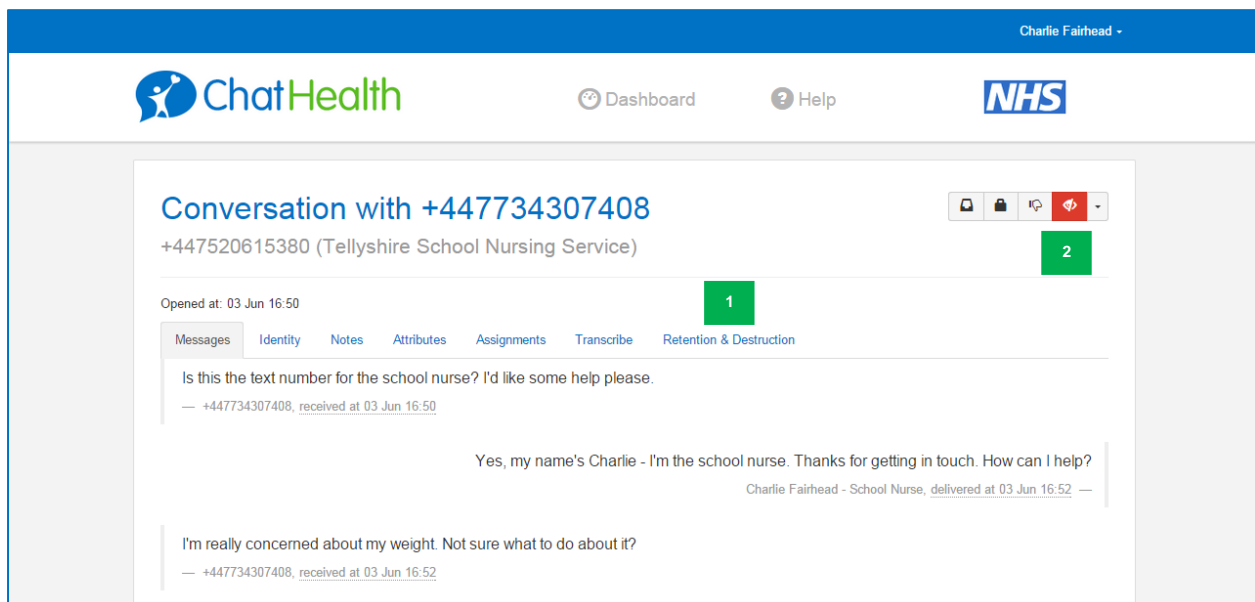 Charlie Fairhead
ChatHealth
Dashboard
Help
NHS
Conversation with +447734307408
+447520615380 (Tellyshire School Nursing Service)
2
Opened at: 03 Jun 16:50
1
Messages Identity Notes Attributes Assignments Transcribe Retention & Destruction
Is this the text number for the school nurse? I'd like some help please.
— +447734307408, received at 03 Jun 16:50
Yes, my name's Charlie - I'm the school nurse. Thanks for getting in touch. How can I help?
Charlie Fairhead - School Nurse, delivered at 03 Jun 16:52 —
I'm really concerned about my weight. Not sure what to do about it?
— +447734307408, received at 03 Jun 16:52